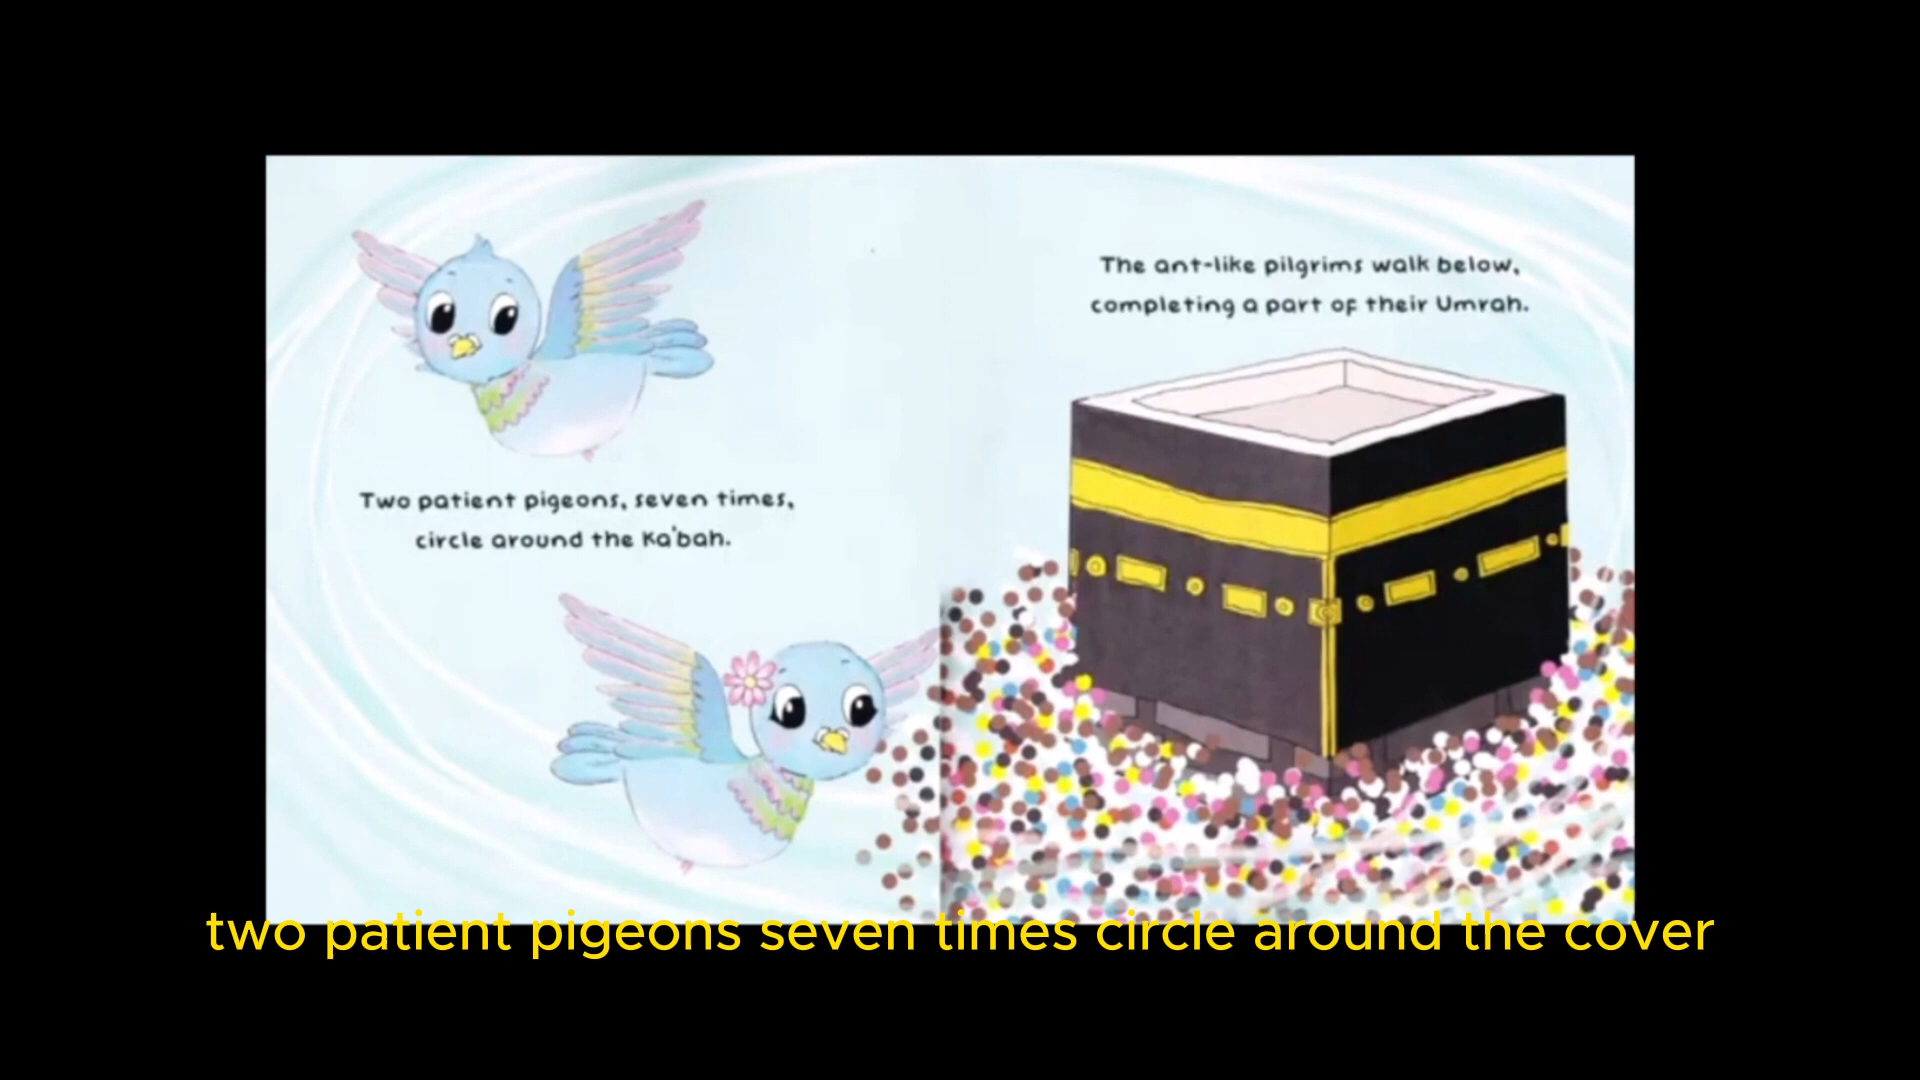 Two patient pigeons, seven times,
circle around the Ka'bah.
The ant-like pilgrims walk below,
completing a part of their Umrah.
two patient pigeons seven times circle around the cover